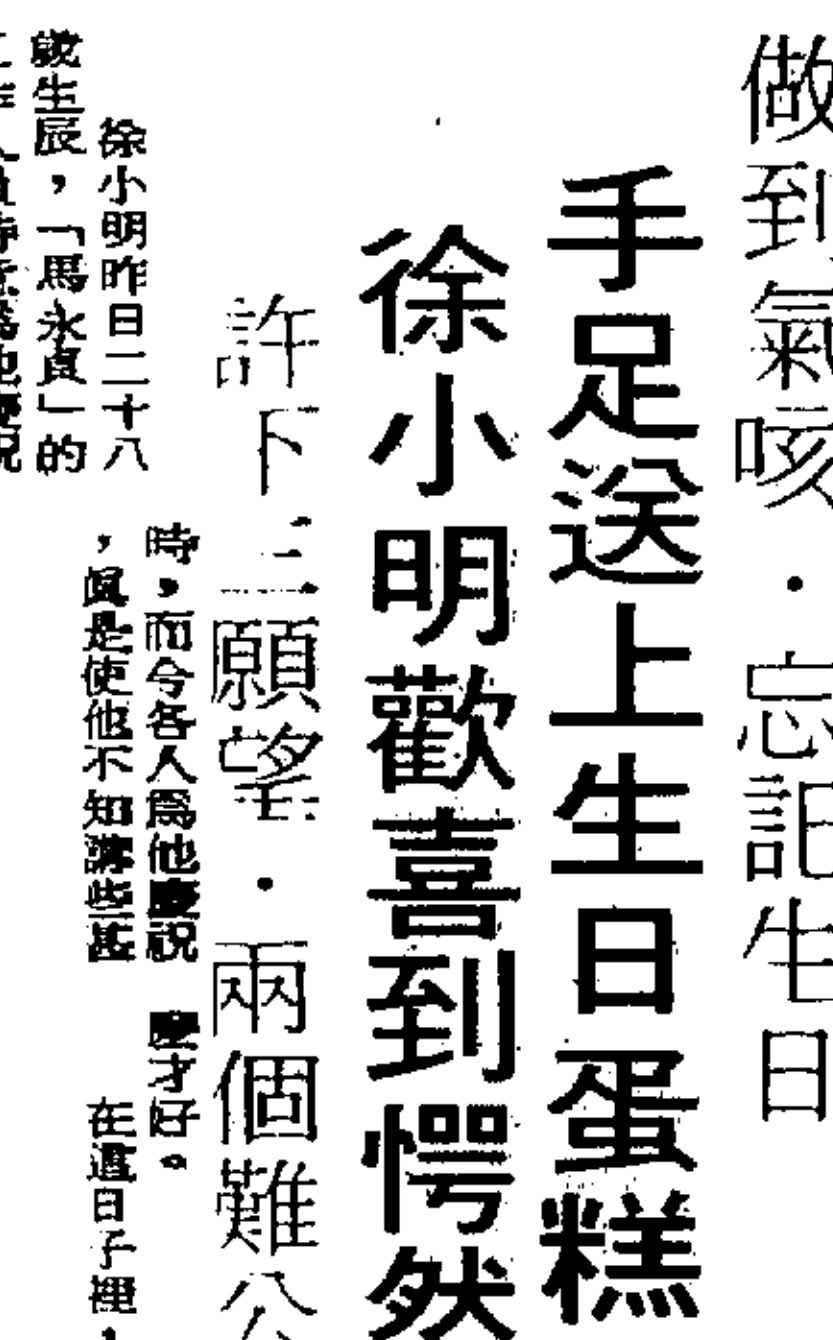 做到氣咳・忘記生日
手足送上生日蛋糕
徐小明歡喜到愕然
許下三願望・兩個難公
徐小明昨日二十八
歲生辰，「馬永貞」的
時，而今各人爲他慶祝
，眞是使他不知講些甚
麼才好。
在這日子裡，